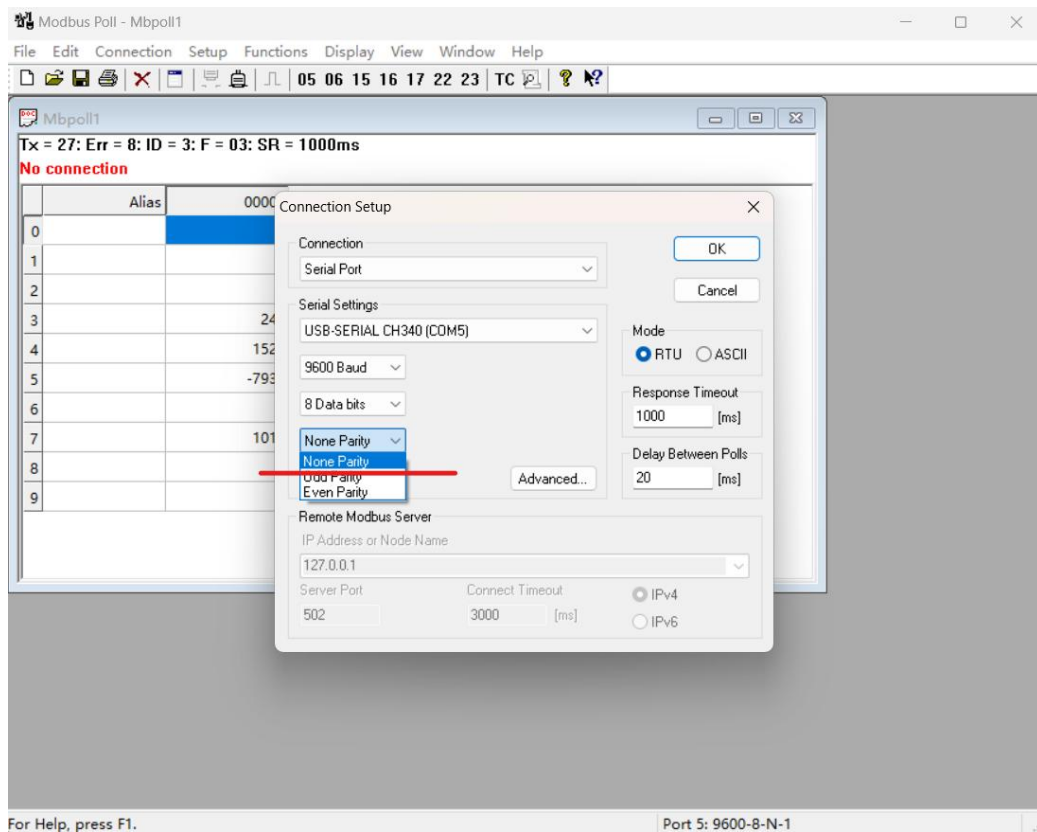 Modbus Poll - Mbpoll1
File Edit Connection Setup Functions Display View Window Help
05 06 15 16 17 22 23 TC
Mbpoll1
Tx = 27: Err = 8: ID = 3: F = 03: SR = 1000ms
No connection
Alias 0000
0
1
2
3 24
4 152
5 -793
6
7 101
8
9
Connection Setup
Connection
Serial Port
OK
Cancel
Serial Settings
USB-SERIAL CH340 (COM5)
9600 Baud
8 Data bits
None Parity
None Parity
Odd Parity
Even Parity
Advanced...
Mode
RTU ASCII
Response Timeout
1000 [ms]
Delay Between Polls
20 [ms]
Remote Modbus Server
IP Address or Node Name
127.0.0.1
Server Port Connect Timeout
502 3000 [ms]
IPv4
IPv6
For Help, press F1. Port 5: 9600-8-N-1